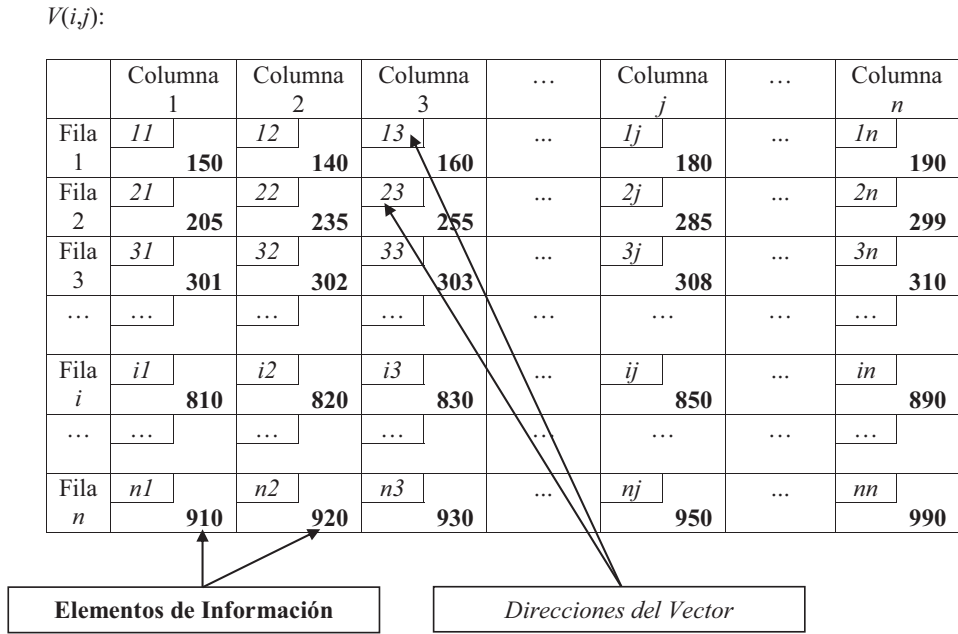 V(i,j):
Columna Columna Columna … Columna … Columna
1 2 3 j n
Fila 11 12 13 ... 1j ... 1n
1 150 140 160 180 190
Fila 21 22 23 ... 2j ... 2n
2 205 235 255 285 299
Fila 31 32 33 ... 3j ... 3n
3 301 302 303 308 310
… … … … … … … …
Fila i1 i2 i3 ... ij ... in
i 810 820 830 850 890
… … … … … … … …
Fila n1 n2 n3 ... nj ... nn
n 910 920 930 950 990
Elementos de Información Direcciones del Vector